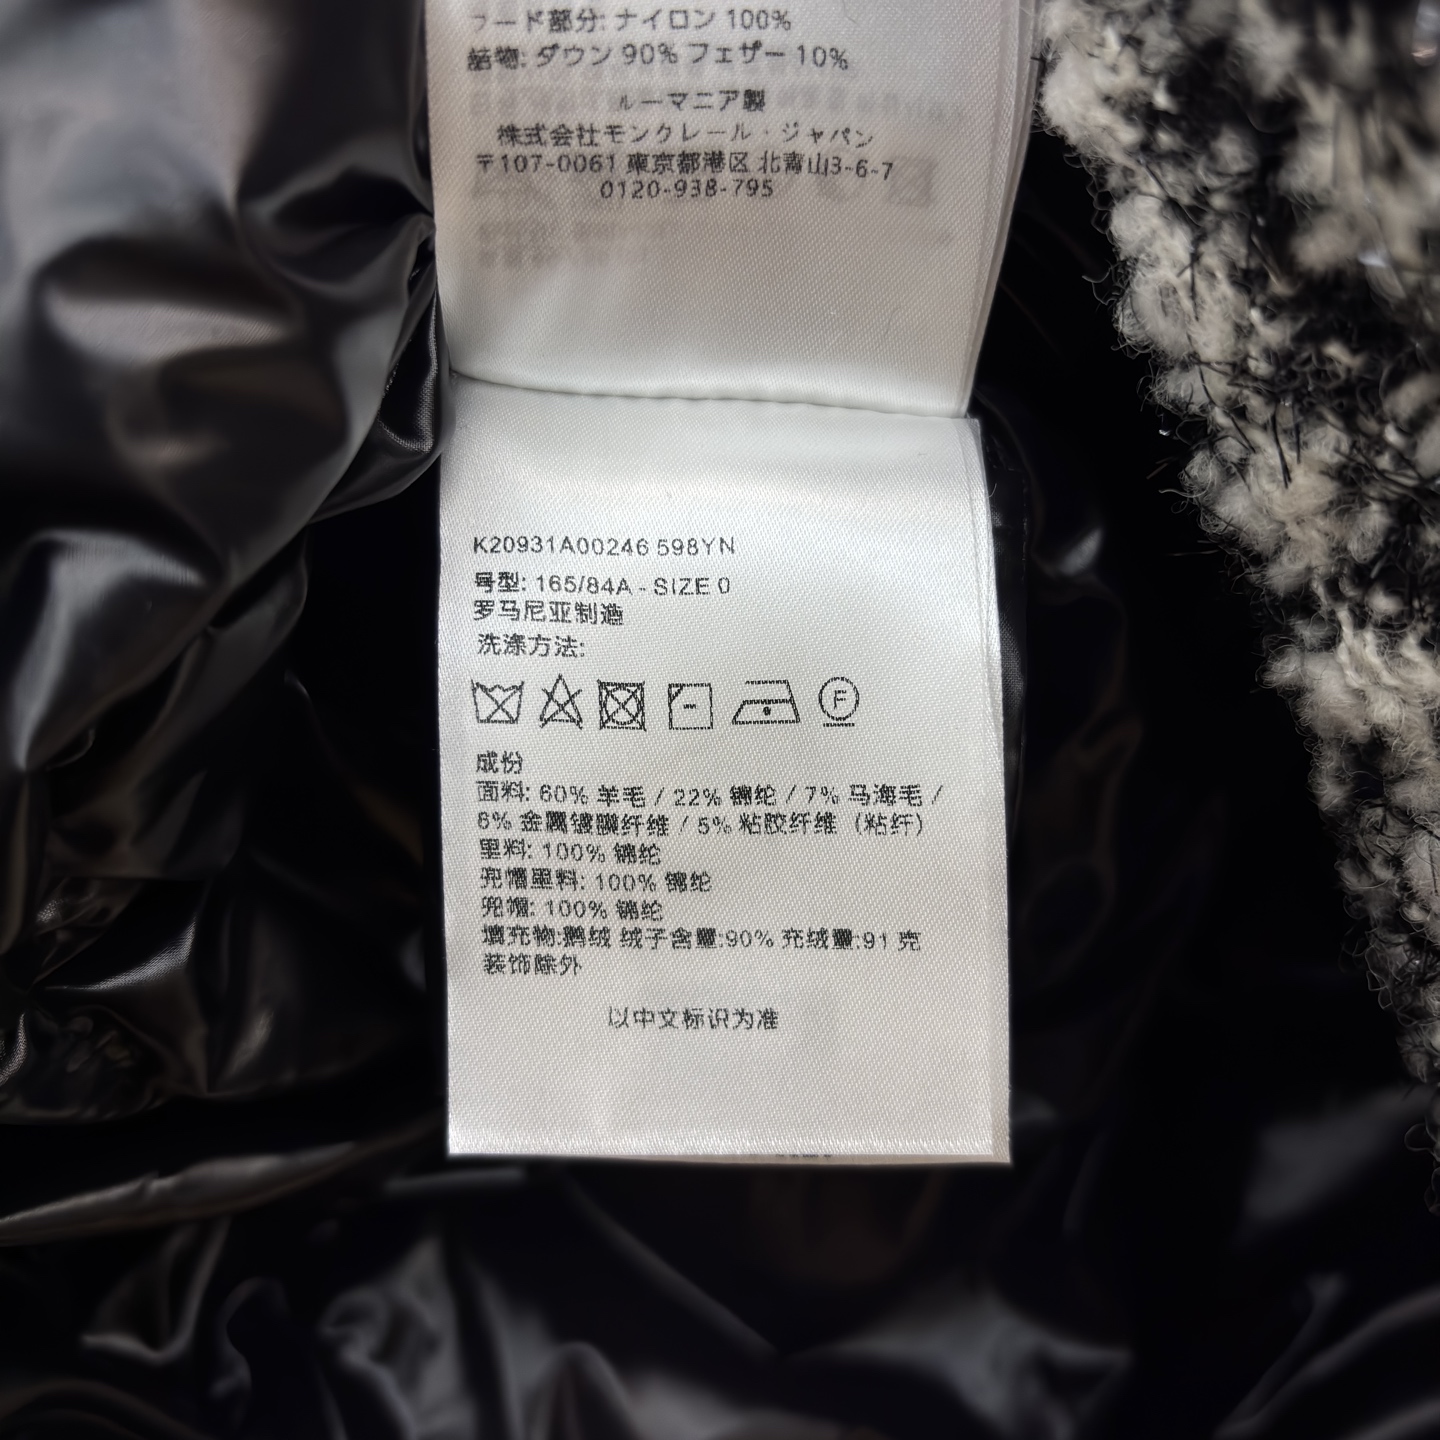 フード部分: ナイロン 100%
詰物: ダウン 90% フェザー 10%
ルーマニア製
株式会社モンクレール・ジャパン
〒107-0061 東京都港区 北青山3-6-7
0120-938-795
K20931A00246 598YN
号型: 165/84A - SIZE 0
罗马尼亚制造
洗涤方法:
F
成份
面料: 60% 羊毛 / 22% 锦纶 / 7% 马海毛 /
6% 金属镀膜纤维 / 5% 粘胶纤维（粘纤）
里料: 100% 锦纶
兜帽里料: 100% 锦纶
兜帽: 100% 锦纶
填充物:鹅绒 绒子含量:90% 充绒量:91 克
装饰除外
以中文标识为准